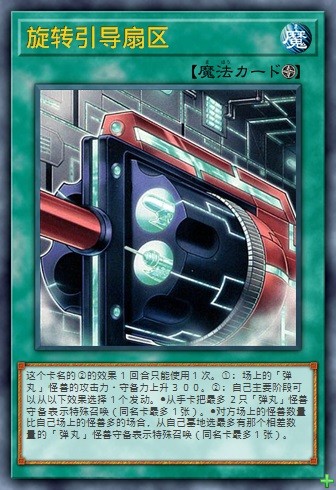 旋转引导扇区
魔
【魔法カード】
这个卡名的②的效果1回合只能使用1次。①：场上的「弹
丸」怪兽的攻击力·守备力上升300。②：自己主要阶段可
以从以下效果选择1个发动。●从手卡把最多2只「弹丸」怪兽
守备表示特殊召唤（同名卡最多1张）。●对方场上的怪兽数量
比自己场上的怪兽多的场合，从自己墓地选最多有那个相差数
量的「弹丸」怪兽守备表示特殊召唤（同名卡最多1张）。